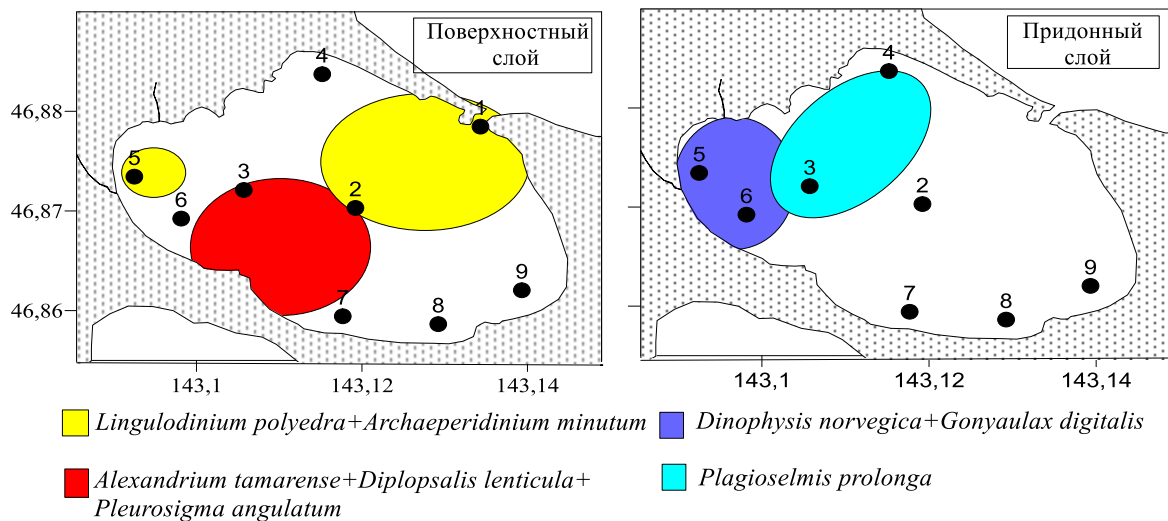 Поверхностный
слой
4
1
46,88
5
3
2
6
46,87
9
7
8
46,86
143,1
143,12
143,14
Придонный
слой
4
5
3
2
6
9
7
8
143,1
143,12
143,14
Lingulodinium polyedra+Archaeperidinium minutum
Dinophysis norvegica+Gonyaulax digitalis
Alexandrium tamarense+Diplopsalis lenticula+
Pleurosigma angulatum
Plagioselmis prolonga